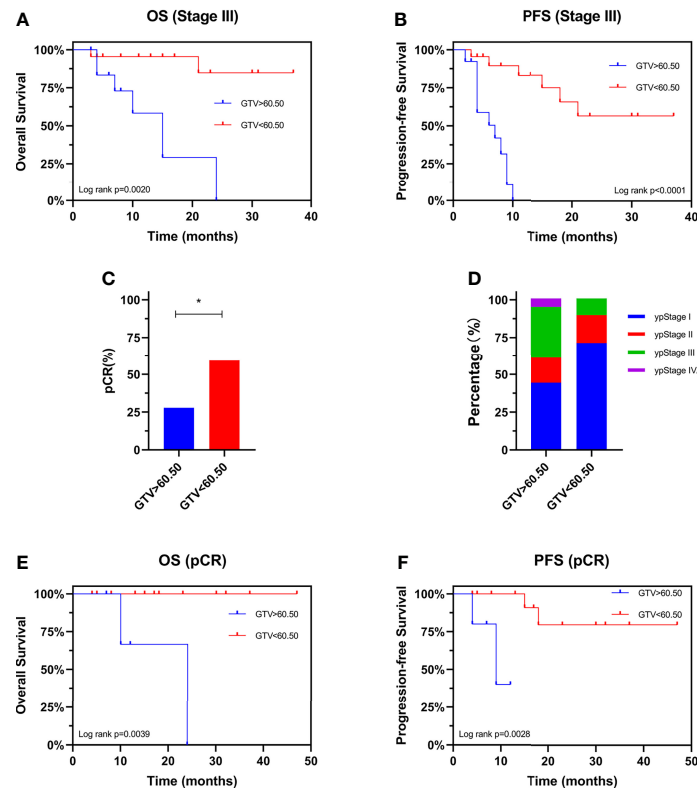 A
OS (Stage III)
Overall Survival
100%
75%
50%
25%
0%
GTV>60.50
GTV<60.50
Log rank p=0.0020
0 10 20 30 40
Time (months)
B
PFS (Stage III)
Progression-free Survival
100%
75%
50%
25%
0%
GTV>60.50
GTV<60.50
Log rank p<0.0001
0 10 20 30 40
Time (months)
C
pCR(%)
100
75
50
25
0
*
GTV>60.50
GTV<60.50
D
Percentage (%)
100
75
50
25
0
GTV>60.50
GTV<60.50
ypStage I
ypStage II
ypStage III
ypStage IV.
E
OS (pCR)
Overall Survival
100%
75%
50%
25%
0%
GTV>60.50
GTV<60.50
Log rank p=0.0039
0 10 20 30 40 50
Time (months)
F
PFS (pCR)
Progression-free Survival
100%
75%
50%
25%
0%
GTV>60.50
GTV<60.50
Log rank p=0.0028
0 10 20 30 40 50
Time (months)